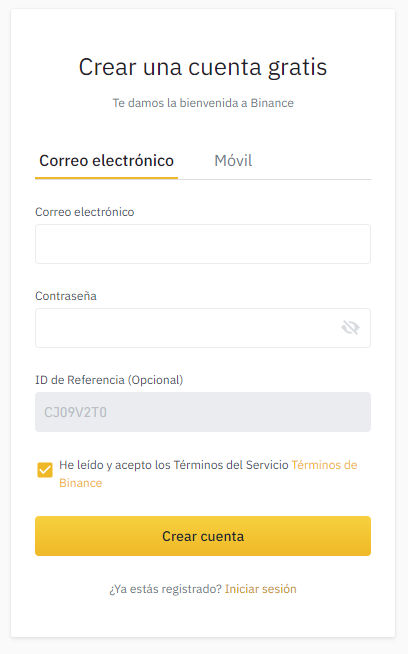 Crear una cuenta gratis
Te damos la bienvenida a Binance
Correo electrónico
Móvil
Correo electrónico
Contraseña
ID de Referencia (Opcional)
CJ09V2T0
He leído y acepto los Términos del Servicio Términos de
Binance
Crear cuenta
¿Ya estás registrado? Iniciar sesión